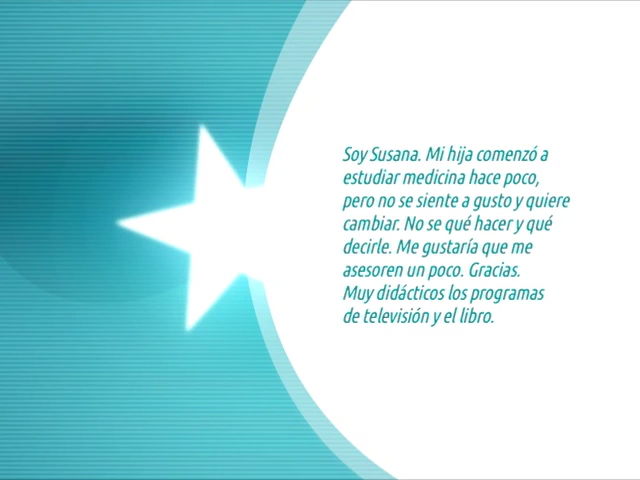 Soy Susana. Mi hija comenzó a
estudiar medicina hace poco,
pero no se siente a gusto y quiere
cambiar. No se qué hacer y qué
decirle. Me gustaría que me
asesoren un poco. Gracias.
Muy didácticos los programas
de televisión y el libro.